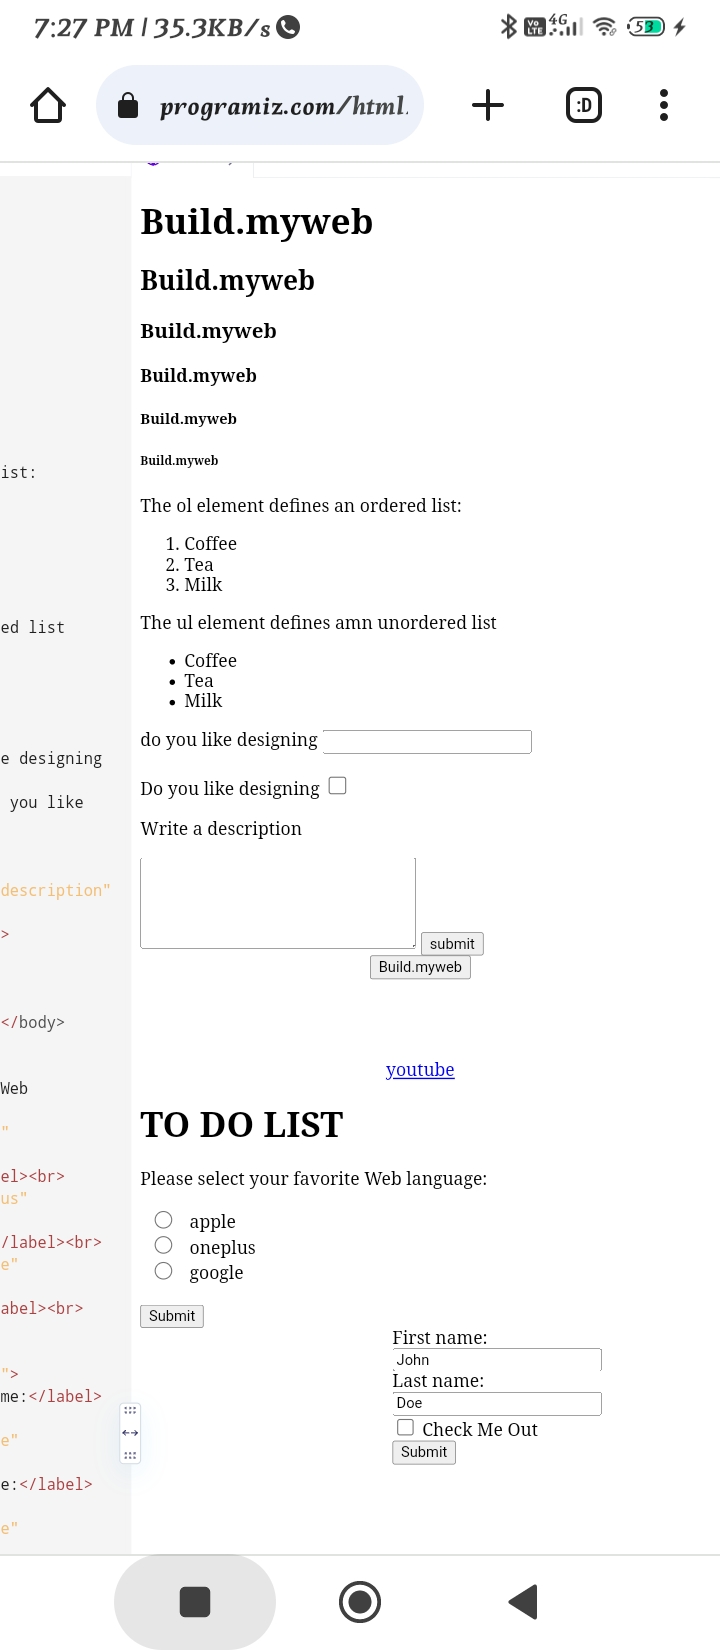 7:27 PM | 35.3KB/s
Vo LTE 4G 53
programiz.com/html.
:D
Build.myweb
Build.myweb
Build.myweb
Build.myweb
Build.myweb
Build.myweb
ist:
The ol element defines an ordered list:
1. Coffee
2. Tea
3. Milk
ed list
The ul element defines amn unordered list
• Coffee
• Tea
• Milk
e designing
do you like designing
you like
Do you like designing
Write a description
description"
>
submit
Build.myweb
</body>
youtube
Web
TO DO LIST
"
Please select your favorite Web language:
el><br>
us"
apple
/label><br>
oneplus
e"
google
abel><br>
Submit
First name:
John
">
Last name:
me:</label>
Doe
Check Me Out
e"
Submit
e:</label>
e"